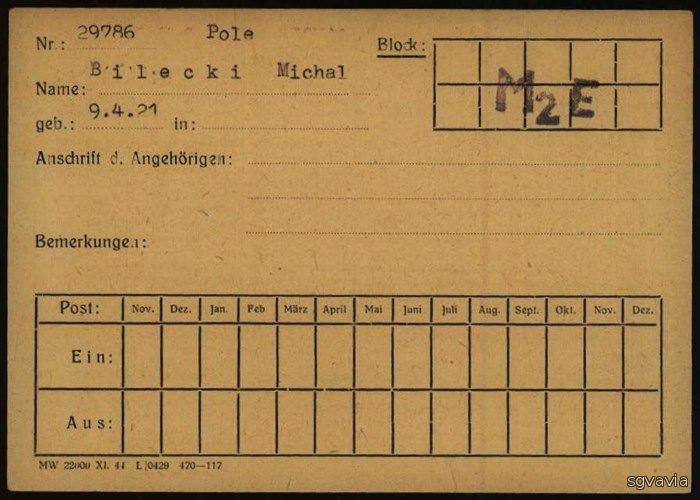 Nr.: 29786 Pole
Block:
M2E
Name: Bilecki Michal
geb.: 9.4.21 in:
Anschrift d. Angehörigen:
Bemerkungen:
Post: Nov. Dez. Jan. Feb März April Mai Juni Juli Aug. Sept. Okt. Nov. Dez.
Ein:
Aus:
MW 22000 XI. 44 L|0429 470—117
sgvavia